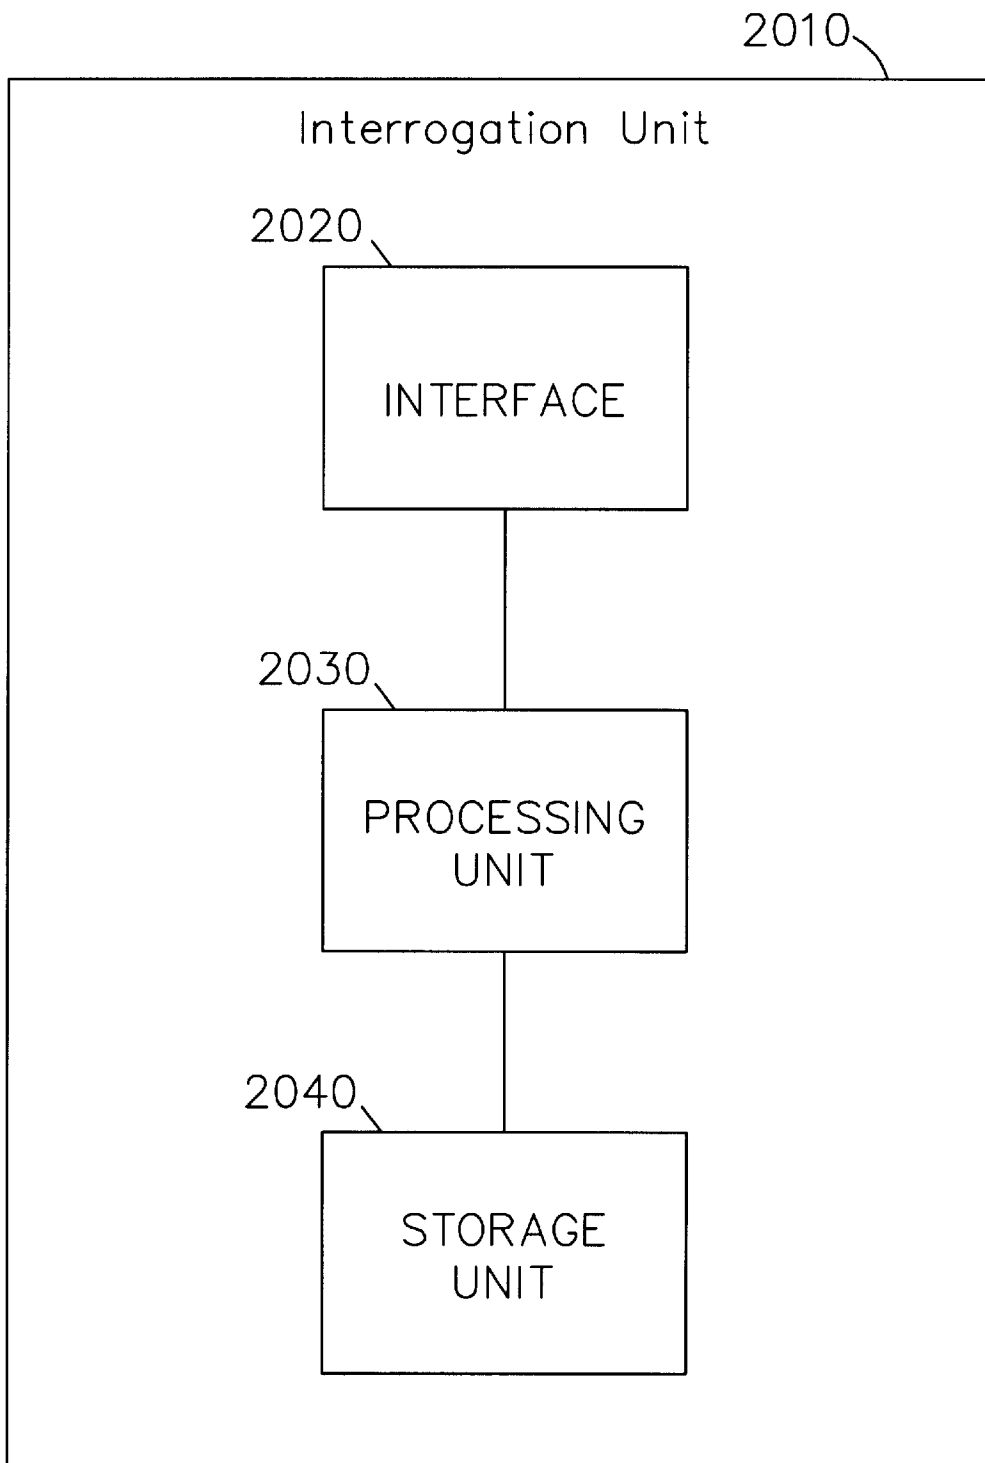 2010
Interrogation Unit
2020
INTERFACE
2030
PROCESSING
UNIT
2040
STORAGE
UNIT